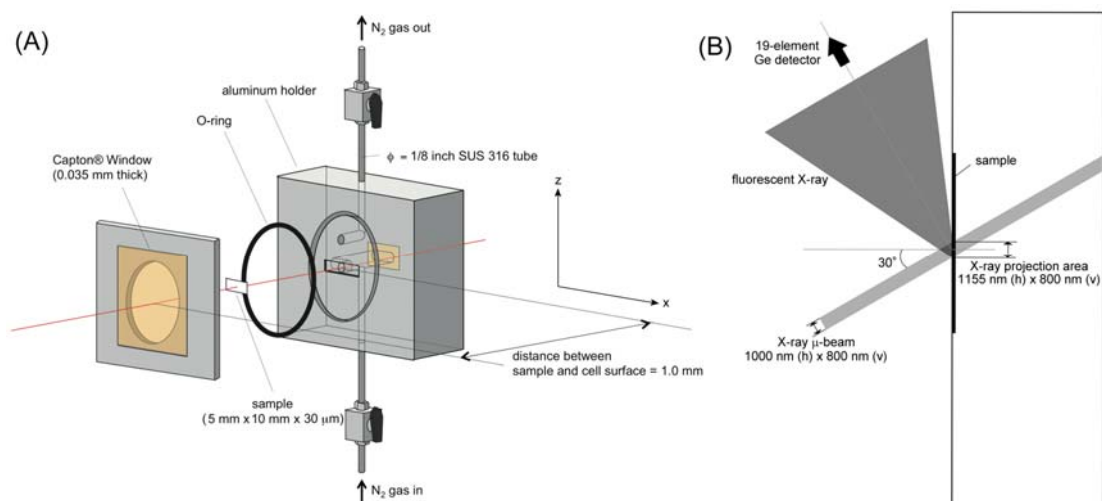 (A)
N₂ gas out
aluminum holder
O-ring
Capton® Window
(0.035 mm thick)
ϕ = 1/8 inch SUS 316 tube
z
x
distance between
sample and cell surface = 1.0 mm
sample
(5 mm x 10 mm x 30 μm)
N₂ gas in
(B)
19-element
Ge detector
sample
fluorescent X-ray
30°
X-ray projection area
1155 nm (h) x 800 nm (v)
X-ray μ-beam
1000 nm (h) x 800 nm (v)